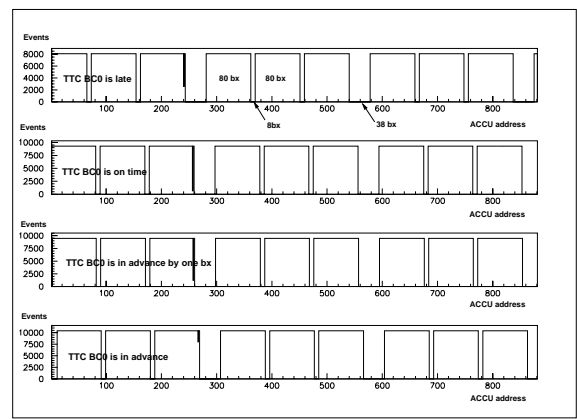 Events
8000
6000
4000
2000
0
TTC BC0 is late
80 bx
80 bx
100 200 300 400 500 600 700 800
8bx
38 bx
ACCU address
Events
10000
7500
5000
2500
0
TTC BC0 is on time
100 200 300 400 500 600 700 800
ACCU address
Events
10000
7500
5000
2500
0
TTC BC0 is in advance by one bx
100 200 300 400 500 600 700 800
ACCU address
Events
10000
7500
5000
2500
0
TTC BC0 is in advance
100 200 300 400 500 600 700 800
ACCU address